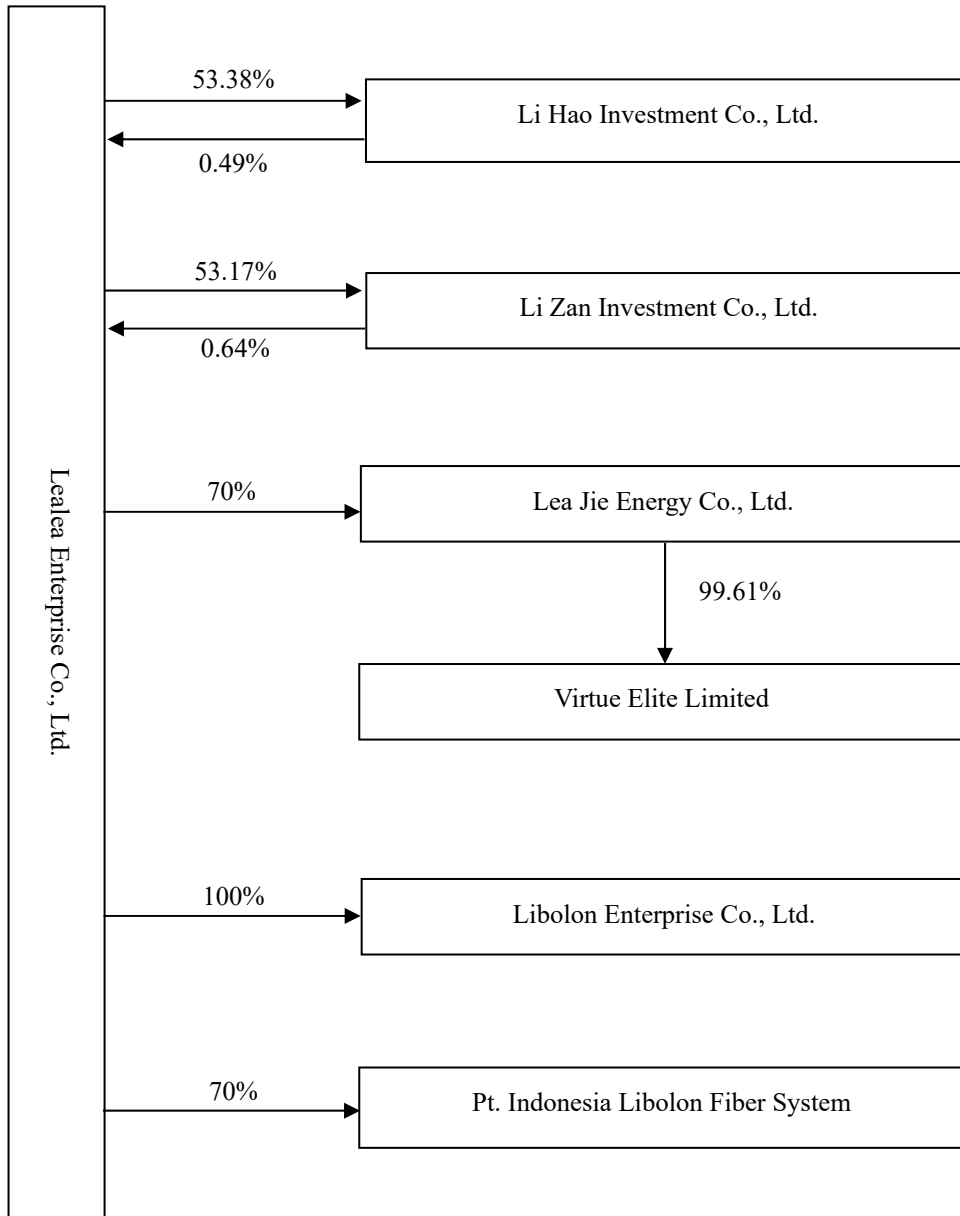 53.38%
Li Hao Investment Co., Ltd.
0.49%
53.17%
Li Zan Investment Co., Ltd.
0.64%
Lealea Enterprise Co., Ltd.
70%
Lea Jie Energy Co., Ltd.
99.61%
Virtue Elite Limited
100%
Libolon Enterprise Co., Ltd.
70%
Pt. Indonesia Libolon Fiber System